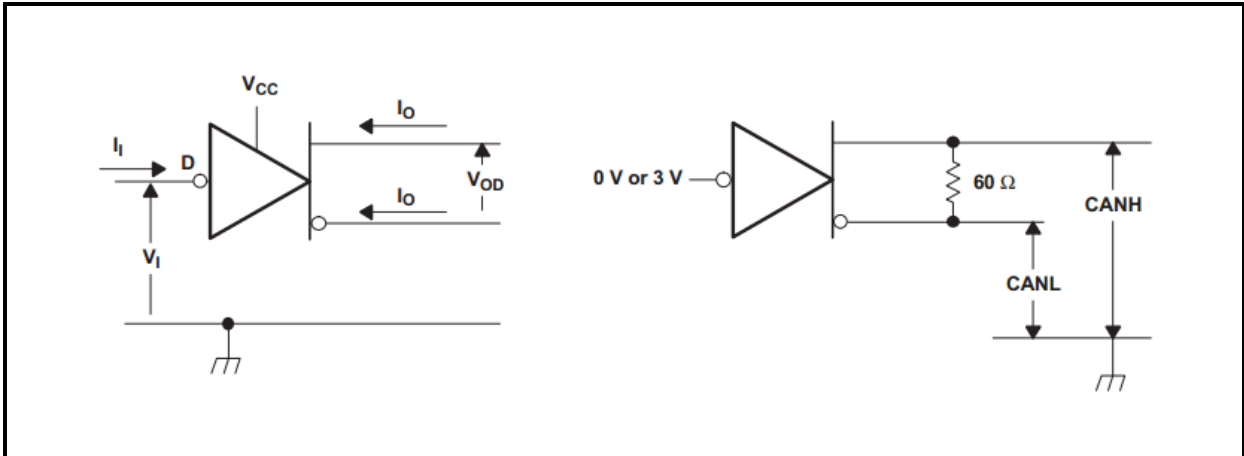 VCC
IO
II
D
VOD
IO
VI
0 V or 3 V
60 Ω
CANH
CANL